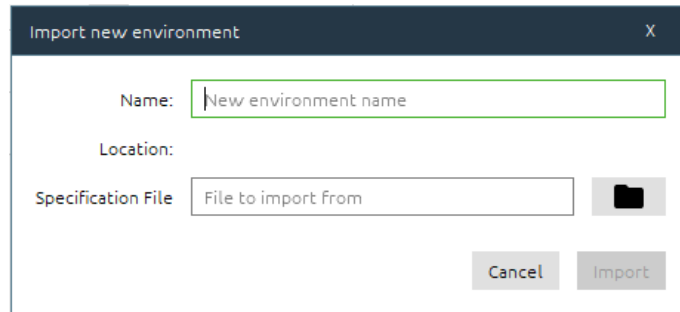 Import new environment X
Name: New environment name
Location:
Specification File File to import from
Cancel Import